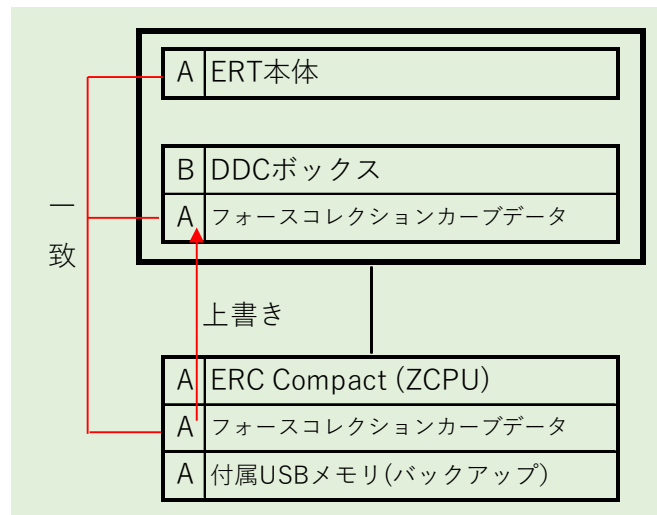 A ERT本体
B DDCボックス
A フォースコレクションカーブデータ
一致
上書き
A ERC Compact (ZCPU)
A フォースコレクションカーブデータ
A 付属USBメモリ(バックアップ)